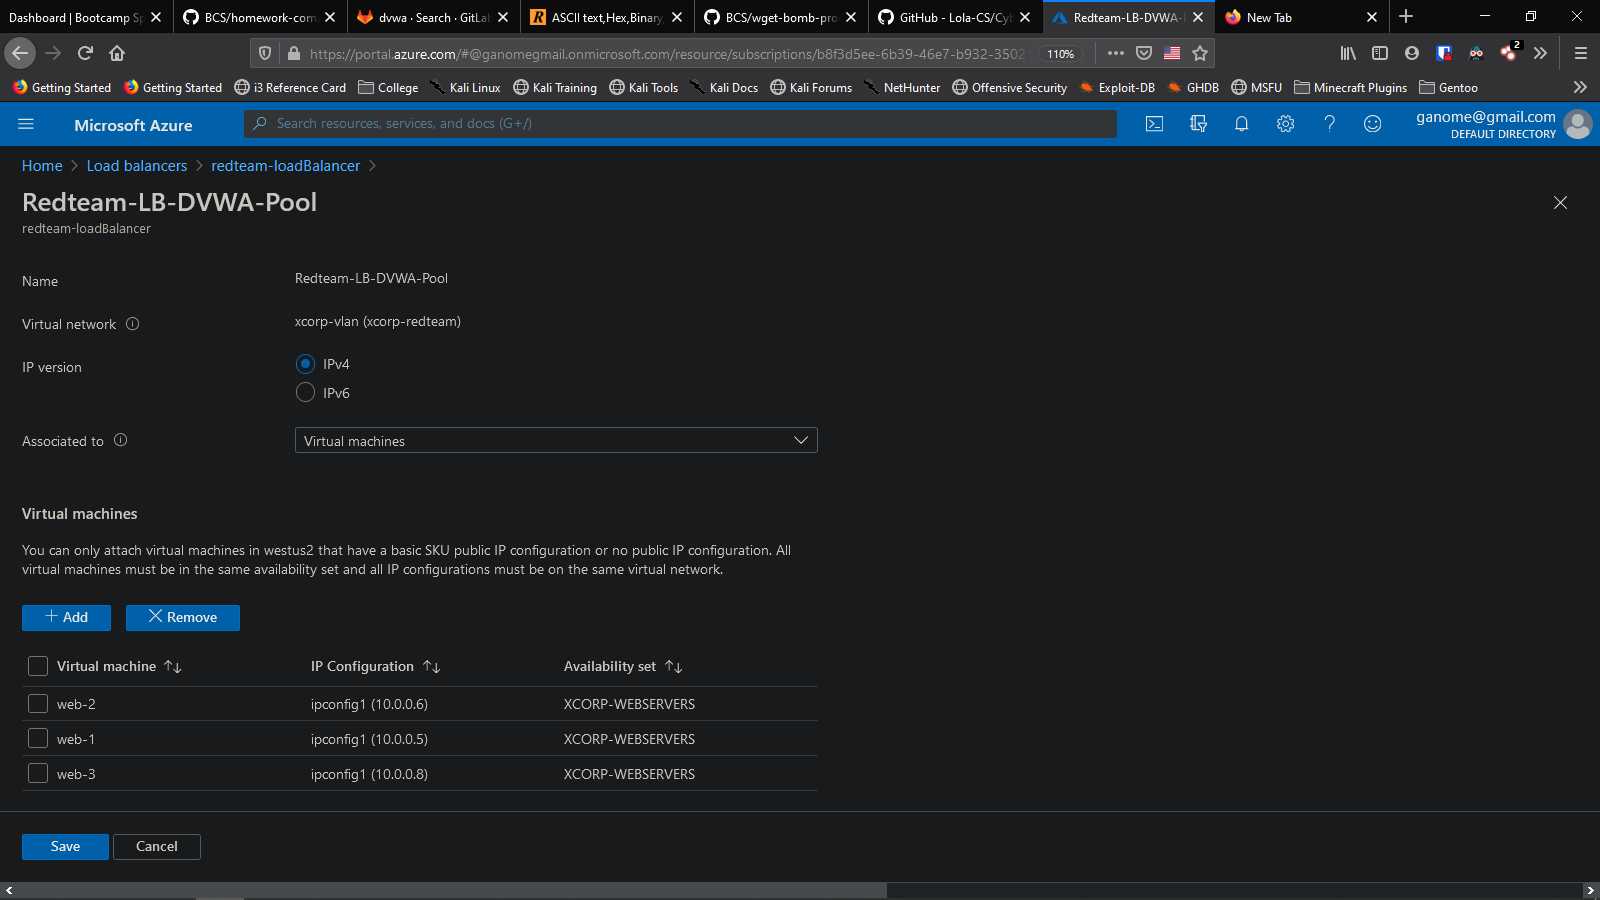 Dashboard | Bootcamp Sp
BCS/homework-comp
dvwa · Search · GitLab
ASCII text,Hex,Binary,
BCS/wget-bomb-pro
GitHub - Lola-CS/Cyb
Redteam-LB-DVWA-P
New Tab
https://portal.azure.com/#@ganomegmail.onmicrosoft.com/resource/subscriptions/b8f3d5ee-6b39-46e7-b932-3502
110%
2
Getting Started
Getting Started
i3 Reference Card
College
Kali Linux
Kali Training
Kali Tools
Kali Docs
Kali Forums
NetHunter
Offensive Security
Exploit-DB
GHDB
MSFU
Minecraft Plugins
Gentoo
Microsoft Azure
Search resources, services, and docs (G+/)
ganome@gmail.com
DEFAULT DIRECTORY
Home > Load balancers > redteam-loadBalancer >
Redteam-LB-DVWA-Pool
redteam-loadBalancer
Name
Redteam-LB-DVWA-Pool
Virtual network
xcorp-vlan (xcorp-redteam)
IP version
IPv4
IPv6
Associated to
Virtual machines
Virtual machines
You can only attach virtual machines in westus2 that have a basic SKU public IP configuration or no public IP configuration. All
virtual machines must be in the same availability set and all IP configurations must be on the same virtual network.
+ Add
Remove
Virtual machine ↑↓ IP Configuration ↑↓ Availability set ↑↓
web-2 ipconfig1 (10.0.0.6) XCORP-WEBSERVERS
web-1 ipconfig1 (10.0.0.5) XCORP-WEBSERVERS
web-3 ipconfig1 (10.0.0.8) XCORP-WEBSERVERS
Save
Cancel